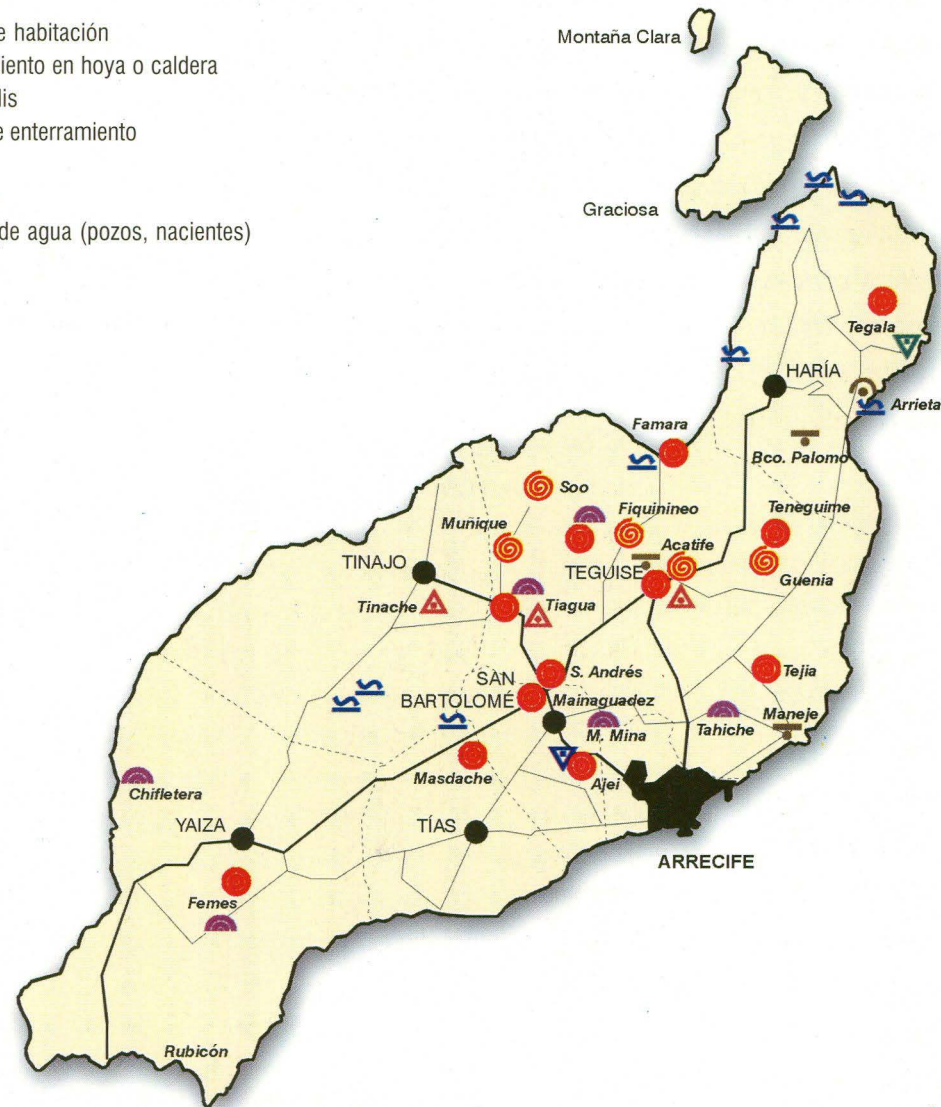 e habitación
iento en hoya o caldera
lis
e enterramiento
de agua (pozos, nacientes)
Montaña Clara
Graciosa
Tegala
HARÍA
Arrieta
Famara
Bco. Palomo
Soo
Muñique
Fiquinineo
Teneguime
Acatife
TINAJO
TEGUISE
Guenia
Tinache
Tiagua
S. Andrés
Tejia
SAN
BARTOLOMÉ
Mainaguadez
Maneje
M. Mina
Tahiche
Masdache
Ajei
Chifletera
YAIZA
TÍAS
ARRECIFE
Femes
Rubicón